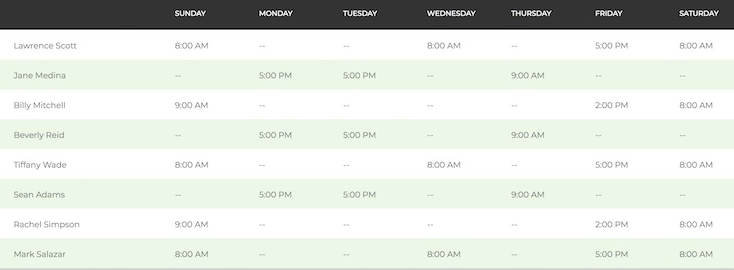 SUNDAY MONDAY TUESDAY WEDNESDAY THURSDAY FRIDAY SATURDAY
Lawrence Scott 8:00 AM -- -- 8:00 AM -- 5:00 PM 8:00 AM
Jane Medina -- 5:00 PM 5:00 PM -- 9:00 AM -- --
Billy Mitchell 9:00 AM -- -- -- -- 2:00 PM 8:00 AM
Beverly Reid -- 5:00 PM 5:00 PM -- 9:00 AM -- --
Tiffany Wade 8:00 AM -- -- 8:00 AM -- 5:00 PM 8:00 AM
Sean Adams -- 5:00 PM 5:00 PM -- 9:00 AM -- --
Rachel Simpson 9:00 AM -- -- -- -- 2:00 PM 8:00 AM
Mark Salazar 8:00 AM -- -- 8:00 AM -- 5:00 PM 8:00 AM